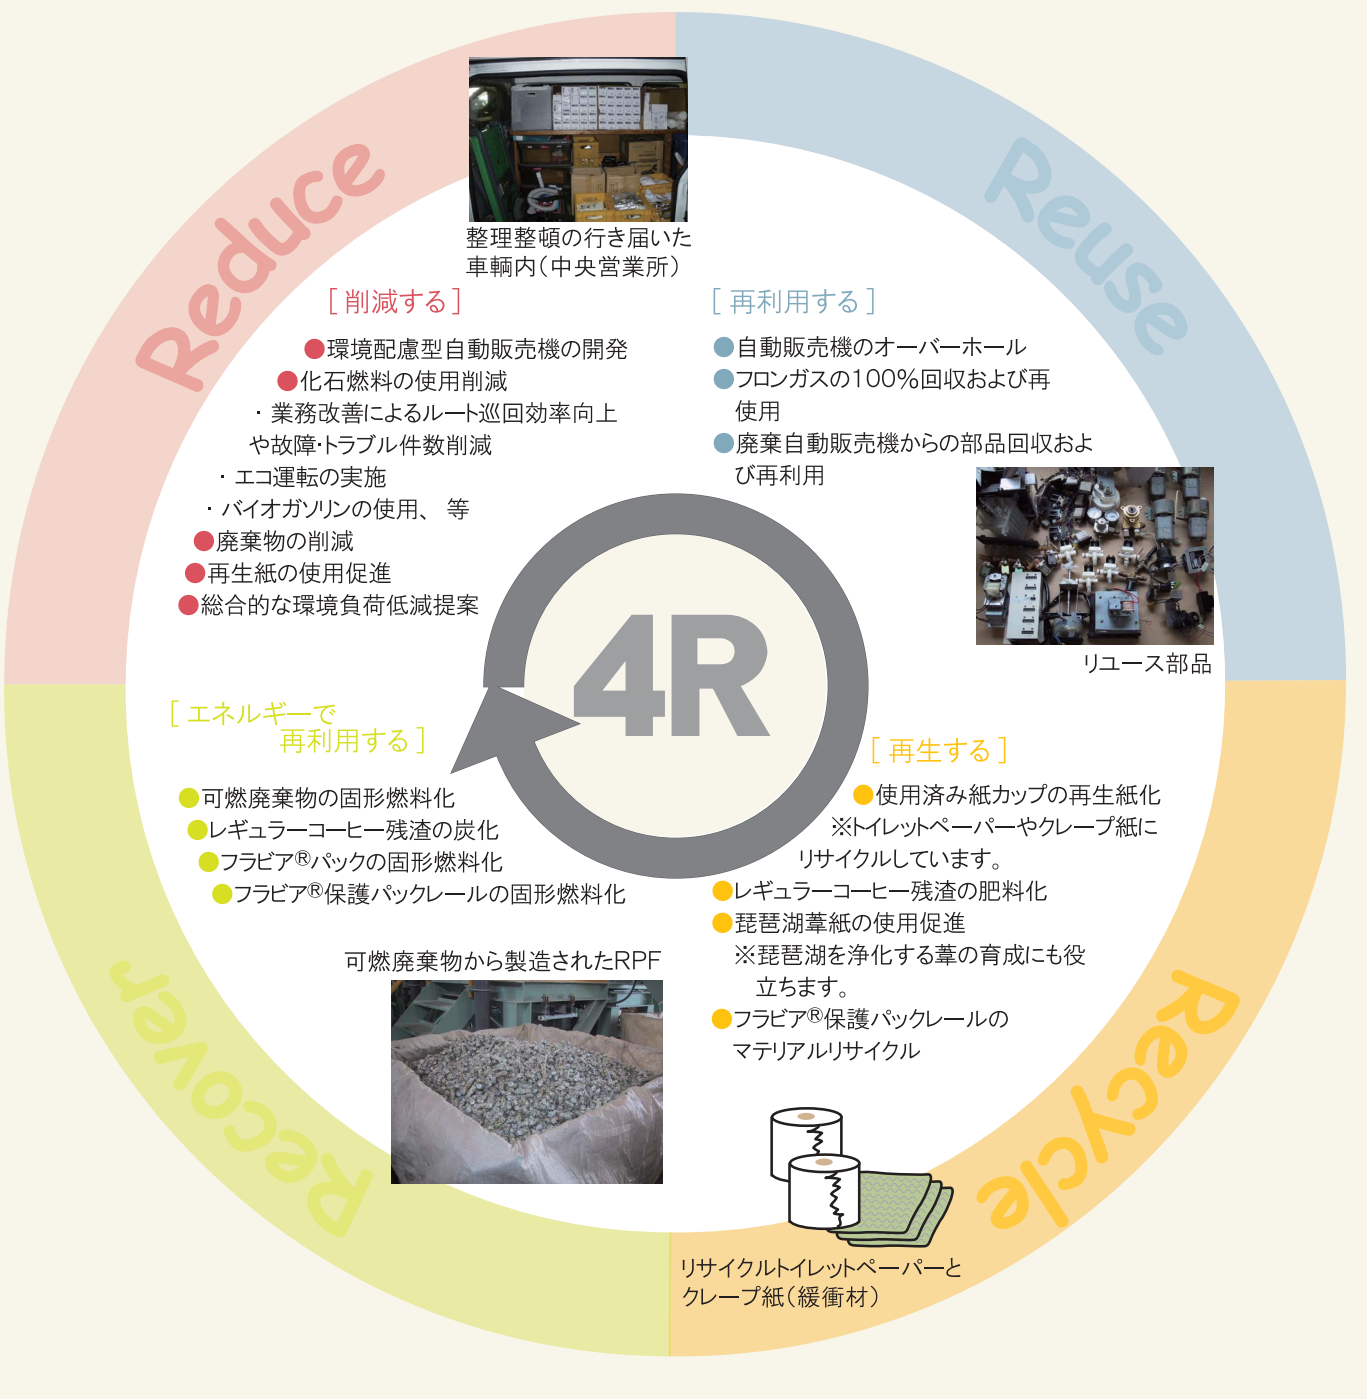 Reduce
整理整頓の行き届いた
車輌内(中央営業所)
[ 削減する ]
●環境配慮型自動販売機の開発
●化石燃料の使用削減
・業務改善によるルート巡回効率向上
や故障・トラブル件数削減
・エコ運転の実施
・バイオガソリンの使用、等
●廃棄物の削減
●再生紙の使用促進
●総合的な環境負荷低減提案
Reuse
[ 再利用する ]
●自動販売機のオーバーホール
●フロンガスの100%回収および再
使用
●廃棄自動販売機からの部品回収およ
び再利用
リユース部品
4R
[ エネルギーで
再利用する ]
●可燃廃棄物の固形燃料化
●レギュラーコーヒー残渣の炭化
●フラビア®パックの固形燃料化
●フラビア®保護パックレールの固形燃料化
可燃廃棄物から製造されたRPF
Recover
[ 再生する ]
●使用済み紙カップの再生紙化
※トイレットペーパーやクレープ紙に
リサイクルしています。
●レギュラーコーヒー残渣の肥料化
●琵琶湖葦紙の使用促進
※琵琶湖を浄化する葦の育成にも役
立ちます。
●フラビア®保護パックレールの
マテリアルリサイクル
Recycle
リサイクルトイレットペーパーと
クレープ紙(緩衝材)